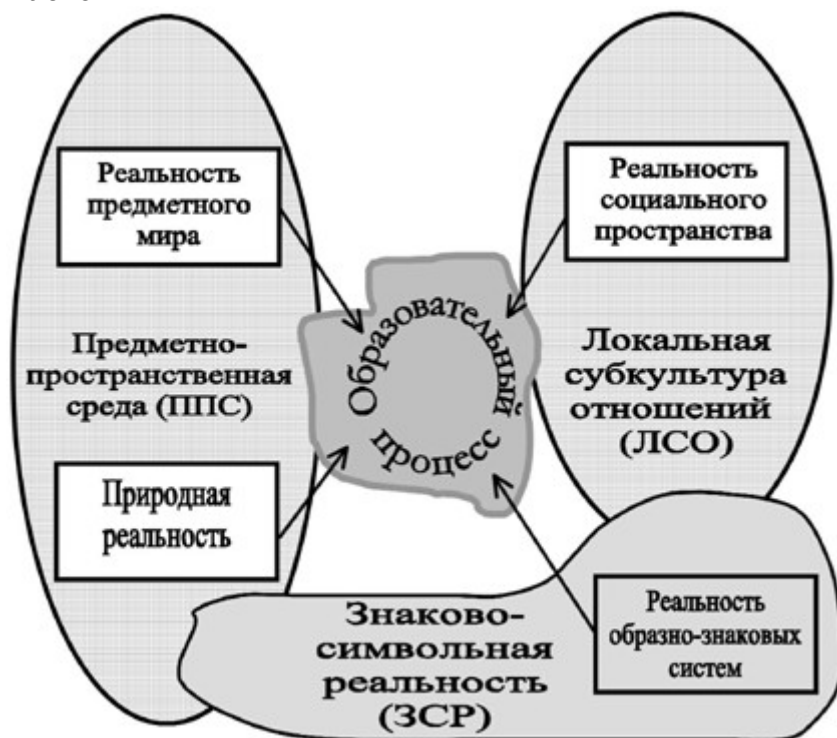 Реальность
предметного
мира
Реальность
социального
пространства
Образовательный
процесс
Предметно-
пространственная
среда (ППС)
Локальная
субкультура
отношений
(ЛСО)
Природная
реальность
Знаково-
символьная
реальность
(ЗСР)
Реальность
образно-знаковых
систем